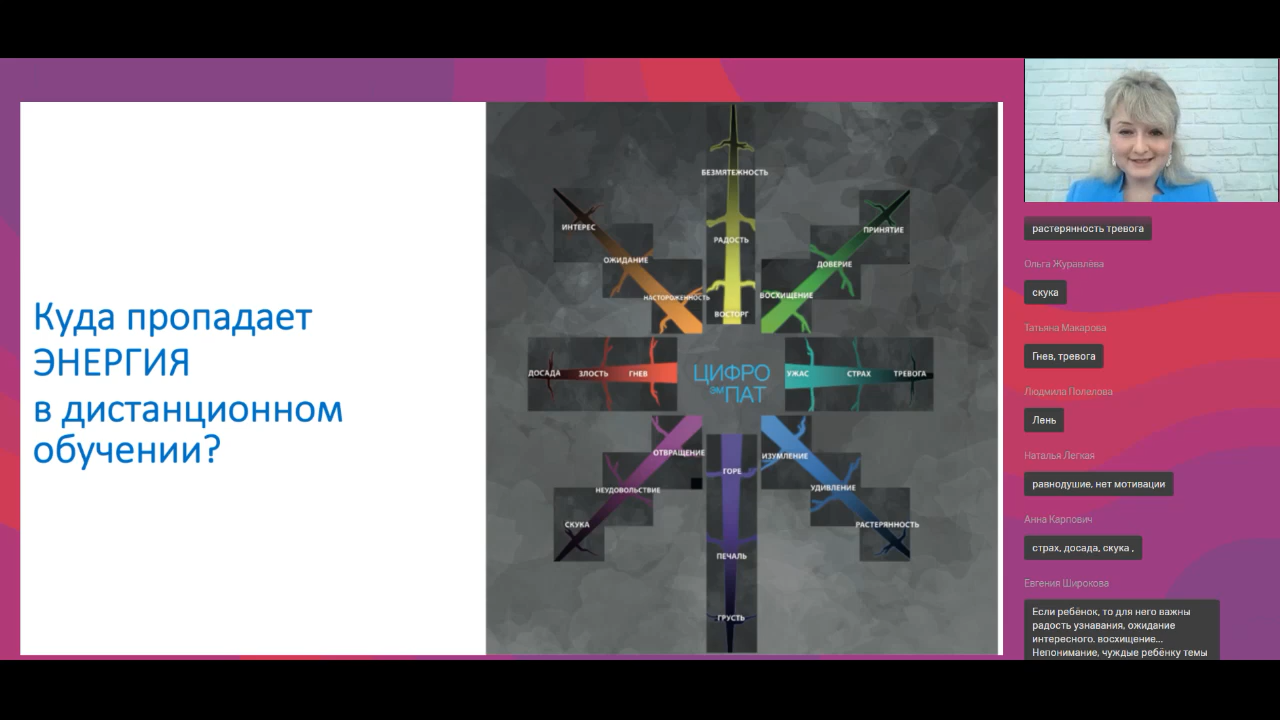 Куда пропадает
ЭНЕРГИЯ
в дистанционном
обучении?
БЕЗМЯТЕЖНОСТЬ
ИНТЕРЕС
ПРИНЯТИЕ
РАДОСТЬ
ОЖИДАНИЕ
ДОВЕРИЕ
НАСТОРОЖЕННОСТЬ
ВОСХИЩЕНИЕ
ВОСТОРГ
ДОСАДА
ЗЛОСТЬ
ГНЕВ
ЦИФРО
эмПАТ
УЖАС
СТРАХ
ТРЕВОГА
ОТВРАЩЕНИЕ
ГОРЕ
ИЗУМЛЕНИЕ
НЕУДОВОЛЬСТВИЕ
УДИВЛЕНИЕ
СКУКА
РАСТЕРЯННОСТЬ
ПЕЧАЛЬ
ГРУСТЬ
растерянность тревога
Ольга Журавлёва
скука
Татьяна Макарова
Гнев, тревога
Людмила Полелова
Лень
Наталья Легкая
равнодушие, нет мотивации
Анна Карпович
страх, досада, скука ,
Евгения Широкова
Если ребёнок, то для него важны
радость узнавания, ожидание
интересного. восхищение...
Непонимание, чуждые ребёнку темы